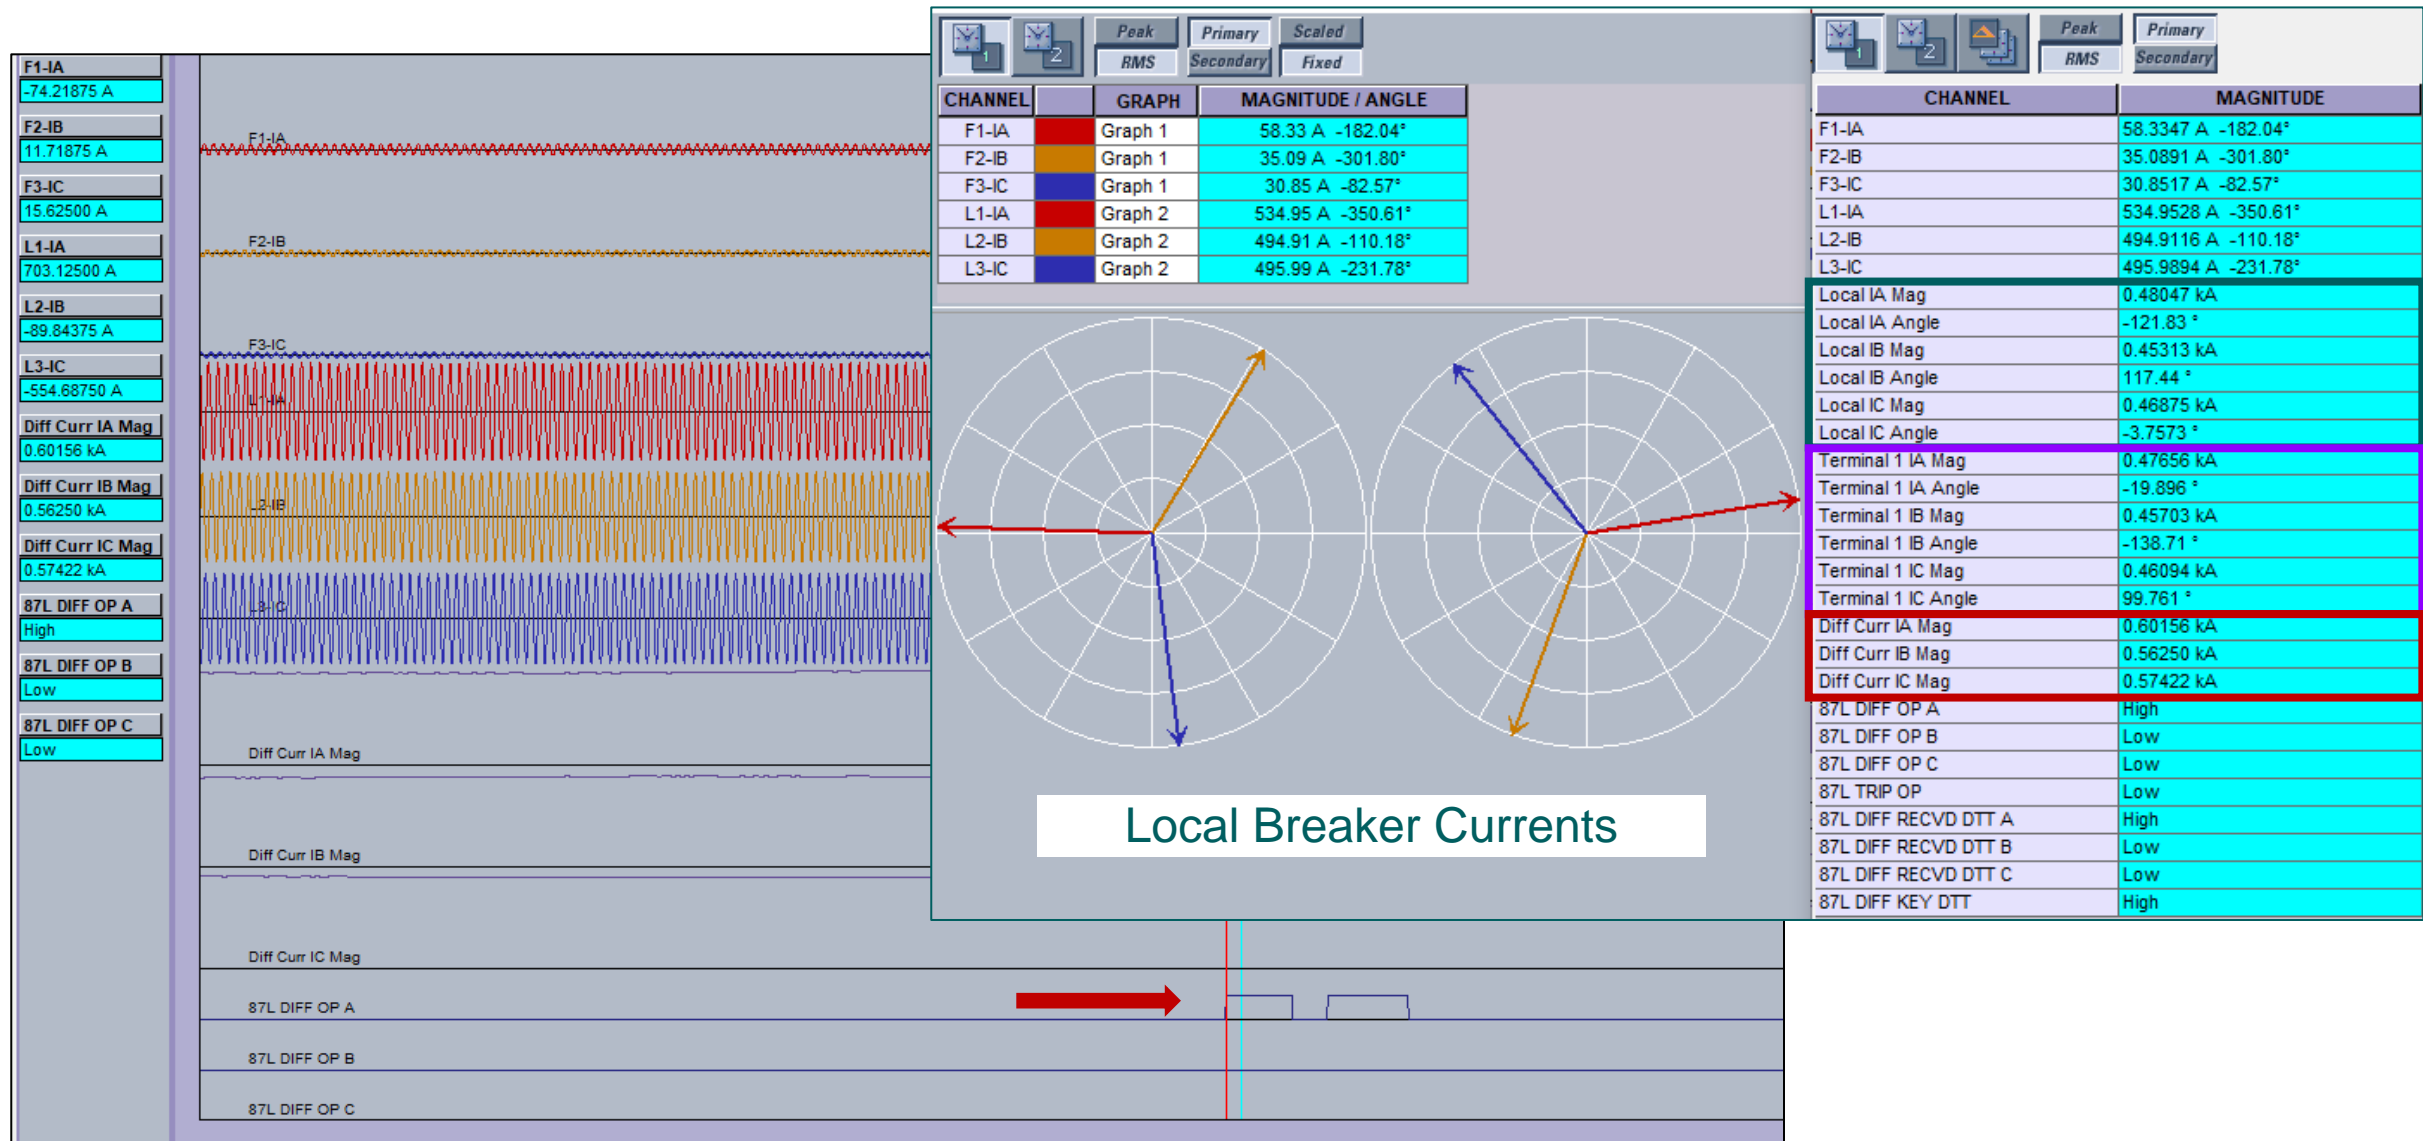 F1-IA
-74.21875 A
F2-IB
11.71875 A
F3-IC
15.62500 A
L1-IA
703.12500 A
L2-IB
-89.84375 A
L3-IC
-554.68750 A
Diff Curr IA Mag
0.60156 kA
Diff Curr IB Mag
0.56250 kA
Diff Curr IC Mag
0.57422 kA
87L DIFF OP A
High
87L DIFF OP B
Low
87L DIFF OP C
Low
F1-IA
F2-IB
F3-IC
L1-IA
L2-IB
L3-IC
Diff Curr IA Mag
Diff Curr IB Mag
Diff Curr IC Mag
87L DIFF OP A
87L DIFF OP B
87L DIFF OP C
1 2 Peak Primary Scaled
RMS Secondary Fixed
CHANNEL GRAPH MAGNITUDE / ANGLE
F1-IA Graph 1 58.33 A -182.04°
F2-IB Graph 1 35.09 A -301.80°
F3-IC Graph 1 30.85 A -82.57°
L1-IA Graph 2 534.95 A -350.61°
L2-IB Graph 2 494.91 A -110.18°
L3-IC Graph 2 495.99 A -231.78°
Local Breaker Currents
1 2 Peak Primary
RMS Secondary
CHANNEL MAGNITUDE
F1-IA 58.3347 A -182.04°
F2-IB 35.0891 A -301.80°
F3-IC 30.8517 A -82.57°
L1-IA 534.9528 A -350.61°
L2-IB 494.9116 A -110.18°
L3-IC 495.9894 A -231.78°
Local IA Mag 0.48047 kA
Local IA Angle -121.83 °
Local IB Mag 0.45313 kA
Local IB Angle 117.44 °
Local IC Mag 0.46875 kA
Local IC Angle -3.7573 °
Terminal 1 IA Mag 0.47656 kA
Terminal 1 IA Angle -19.896 °
Terminal 1 IB Mag 0.45703 kA
Terminal 1 IB Angle -138.71 °
Terminal 1 IC Mag 0.46094 kA
Terminal 1 IC Angle 99.761 °
Diff Curr IA Mag 0.60156 kA
Diff Curr IB Mag 0.56250 kA
Diff Curr IC Mag 0.57422 kA
87L DIFF OP A High
87L DIFF OP B Low
87L DIFF OP C Low
87L TRIP OP Low
87L DIFF RECVD DTT A High
87L DIFF RECVD DTT B Low
87L DIFF RECVD DTT C Low
87L DIFF KEY DTT High